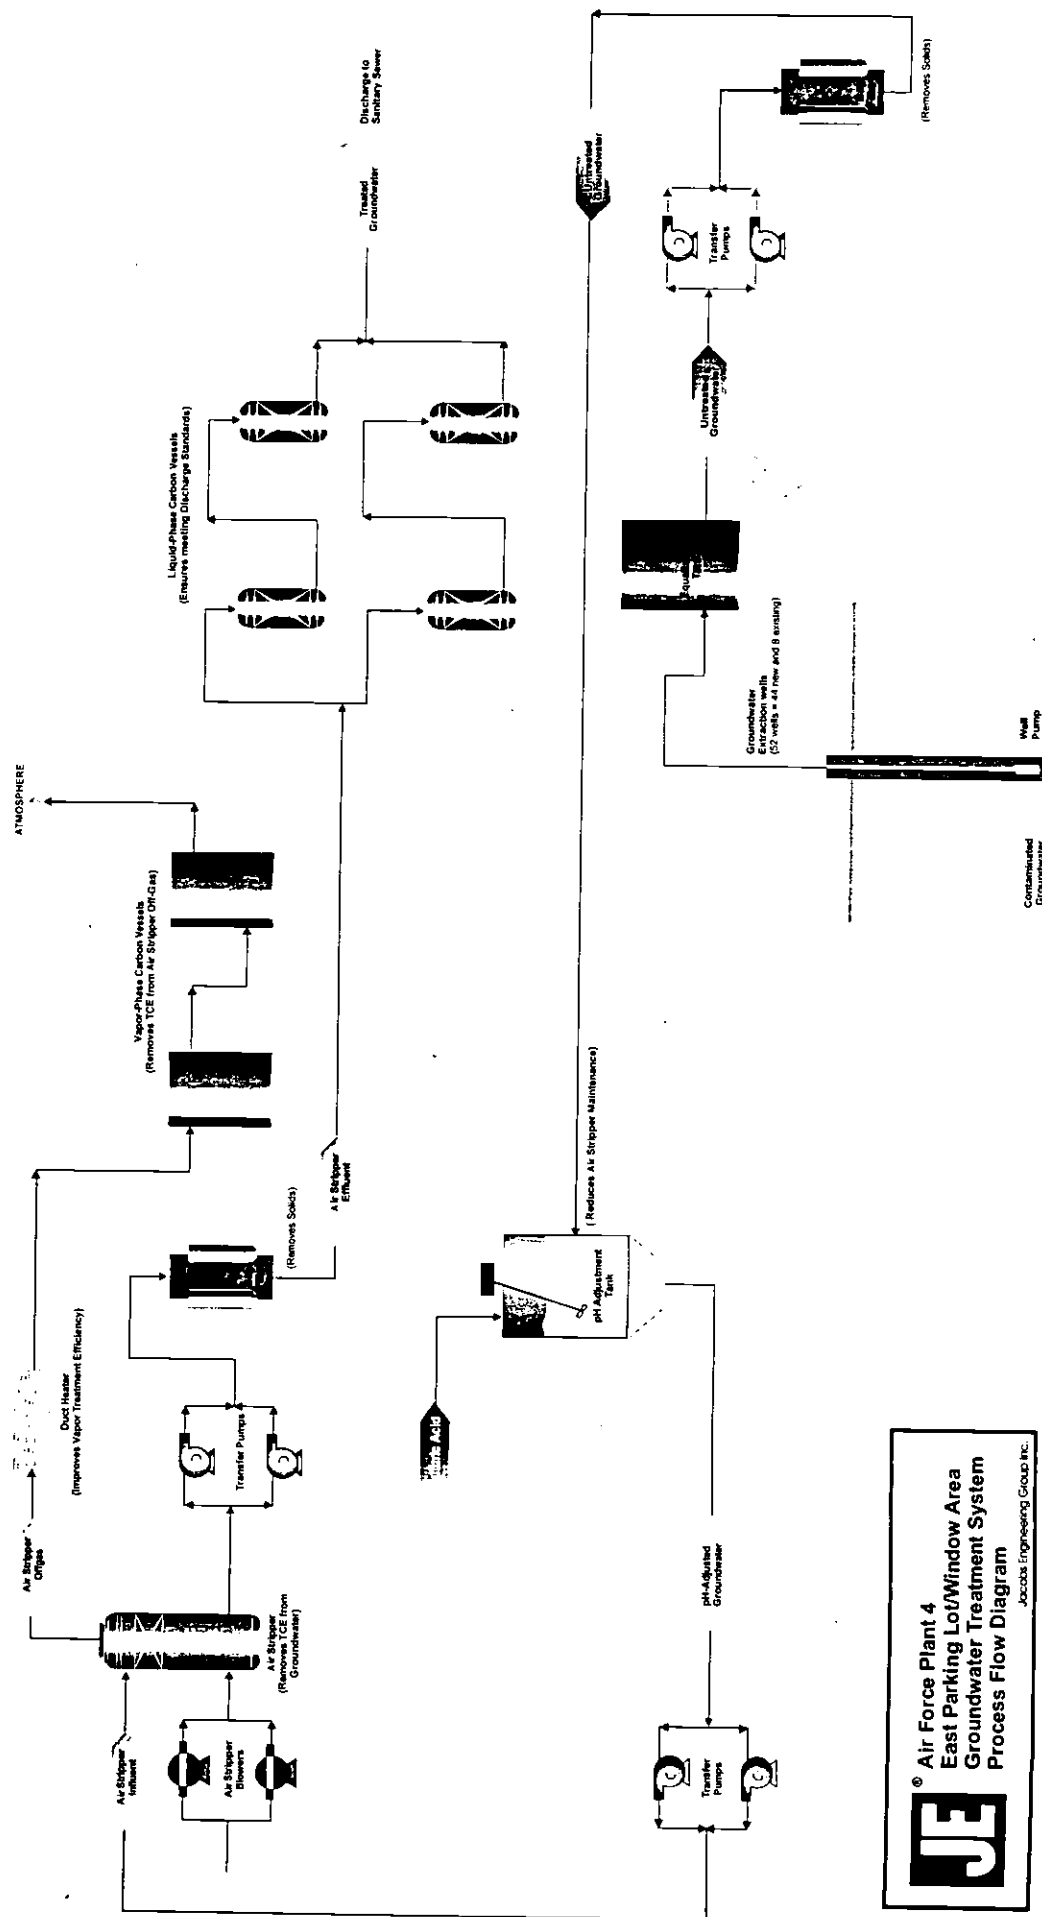 Contaminated
Groundwater
Well
Pump
Groundwater
Extraction wells
(52 wells = 44 new and 8 existing)
Untreated
Groundwater
Transfer
Pumps
(Removes Solids)
Untreated
Groundwater
(Reduces Air Stripper Maintenance)
pH Adjustment
Tank
Acid
pH-Adjusted
Groundwater
Transfer
Pumps
Air Stripper
Influent
Air Stripper
Blowers
Air Stripper
(Removes TCE from
Groundwater)
Air Stripper
Offgas
Duct Heater
(Improves Vapor Treatment Efficiency)
Transfer Pumps
(Removes Solids)
Air Stripper
Effluent
Vapor-Phase Carbon Vessels
(Removes TCE from Air Stripper Off-Gas)
ATMOSPHERE
Liquid-Phase Carbon Vessels
(Ensures meeting Discharge Standards)
Treated
Groundwater
Discharge to
Sanitary Sewer
JE®
Air Force Plant 4
East Parking Lot/Window Area
Groundwater Treatment System
Process Flow Diagram
Jacobs Engineering Group Inc.